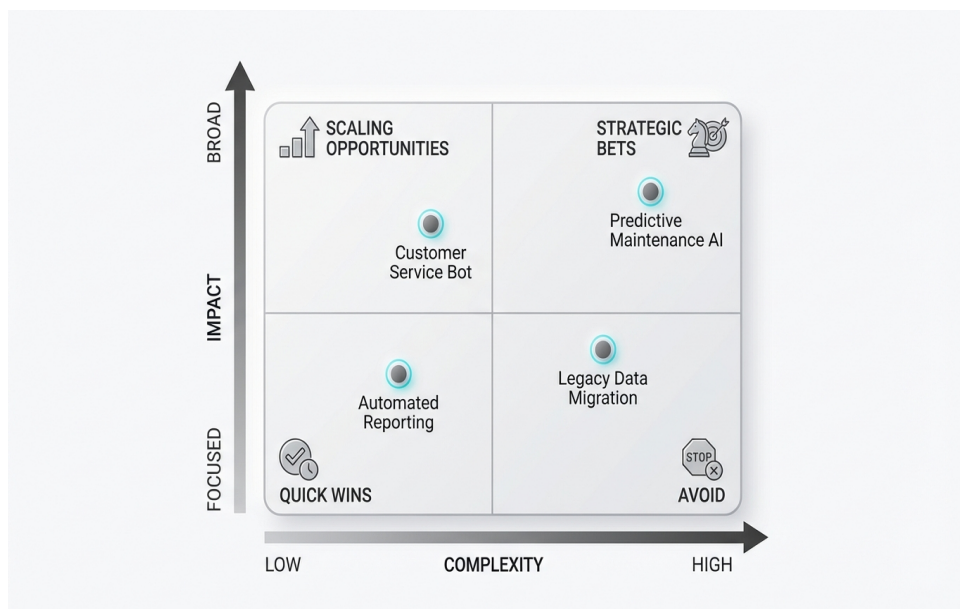 BROAD
IMPACT
FOCUSED
SCALING
OPPORTUNITIES
STRATEGIC
BETS
Customer
Service Bot
Predictive
Maintenance AI
Automated
Reporting
Legacy Data
Migration
QUICK WINS
STOP
AVOID
LOW
COMPLEXITY
HIGH